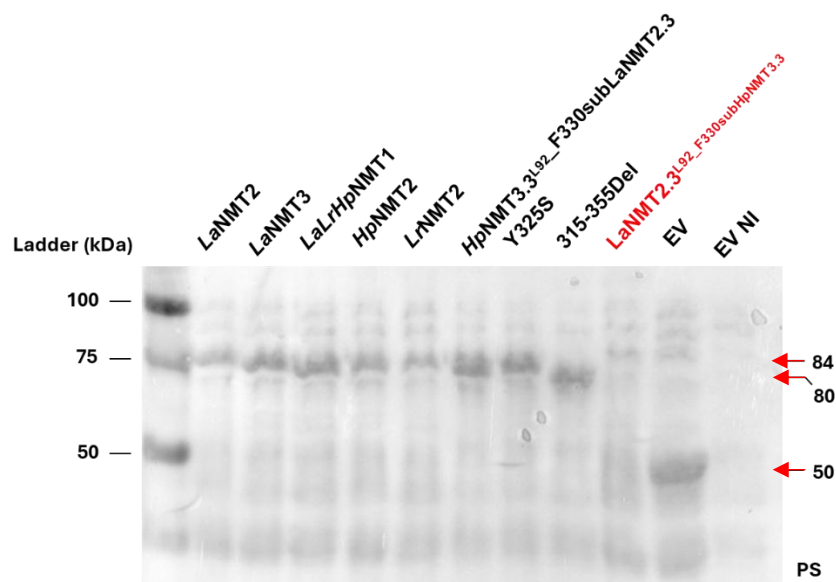 LaNMT2
LaNMT3
LaLrHpNMT1
HpNMT2
LrNMT2
HpNMT3.3L92_F330subLaNMT2.3
Y325S
315-355Del
LaNMT2.3L92_F330subHpNMT3.3
EV
EV NI
Ladder (kDa)
100
75
50
84
80
50
PS